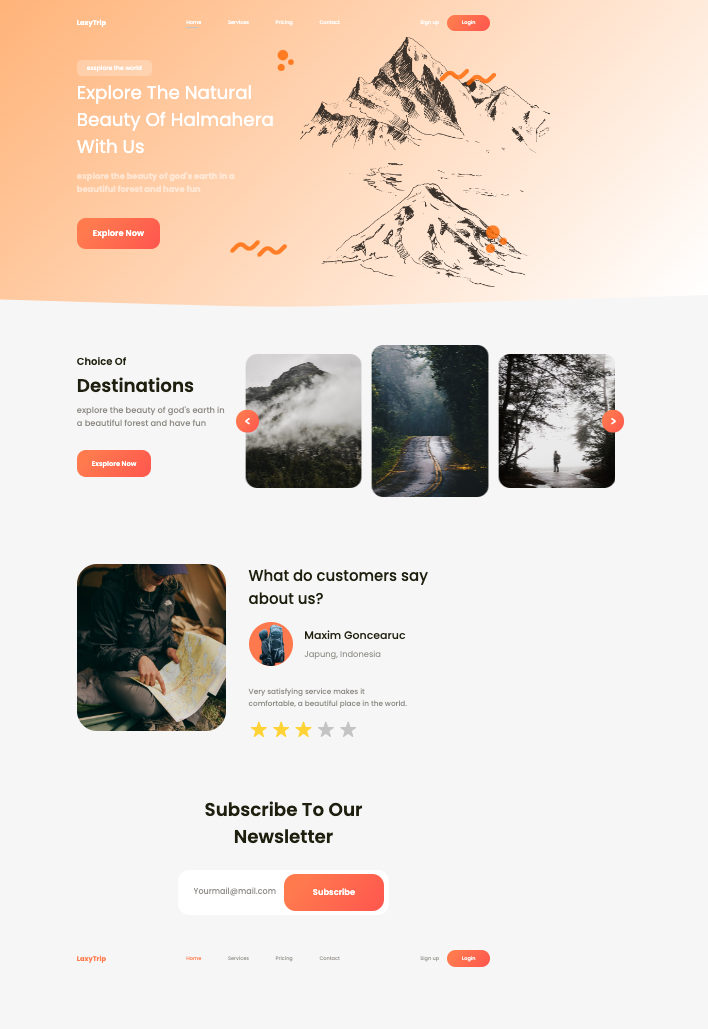 LaxyTrip
Home
Services
Pricing
Contact
Sign up
Login
exsplore the world
Explore The Natural
Beauty Of Halmahera
With Us
explore the beauty of god's earth in a
beautiful forest and have fun
Explore Now
Choice Of
Destinations
explore the beauty of god's earth in
a beautiful forest and have fun
Exsplore Now
What do customers say
about us?
Maxim Goncearuc
Japung, Indonesia
Very satisfying service makes it
comfortable, a beautiful place in the world.
Subscribe To Our
Newsletter
Yourmail@mail.com
Subscribe
LaxyTrip
Home
Services
Pricing
Contact
Sign up
Login